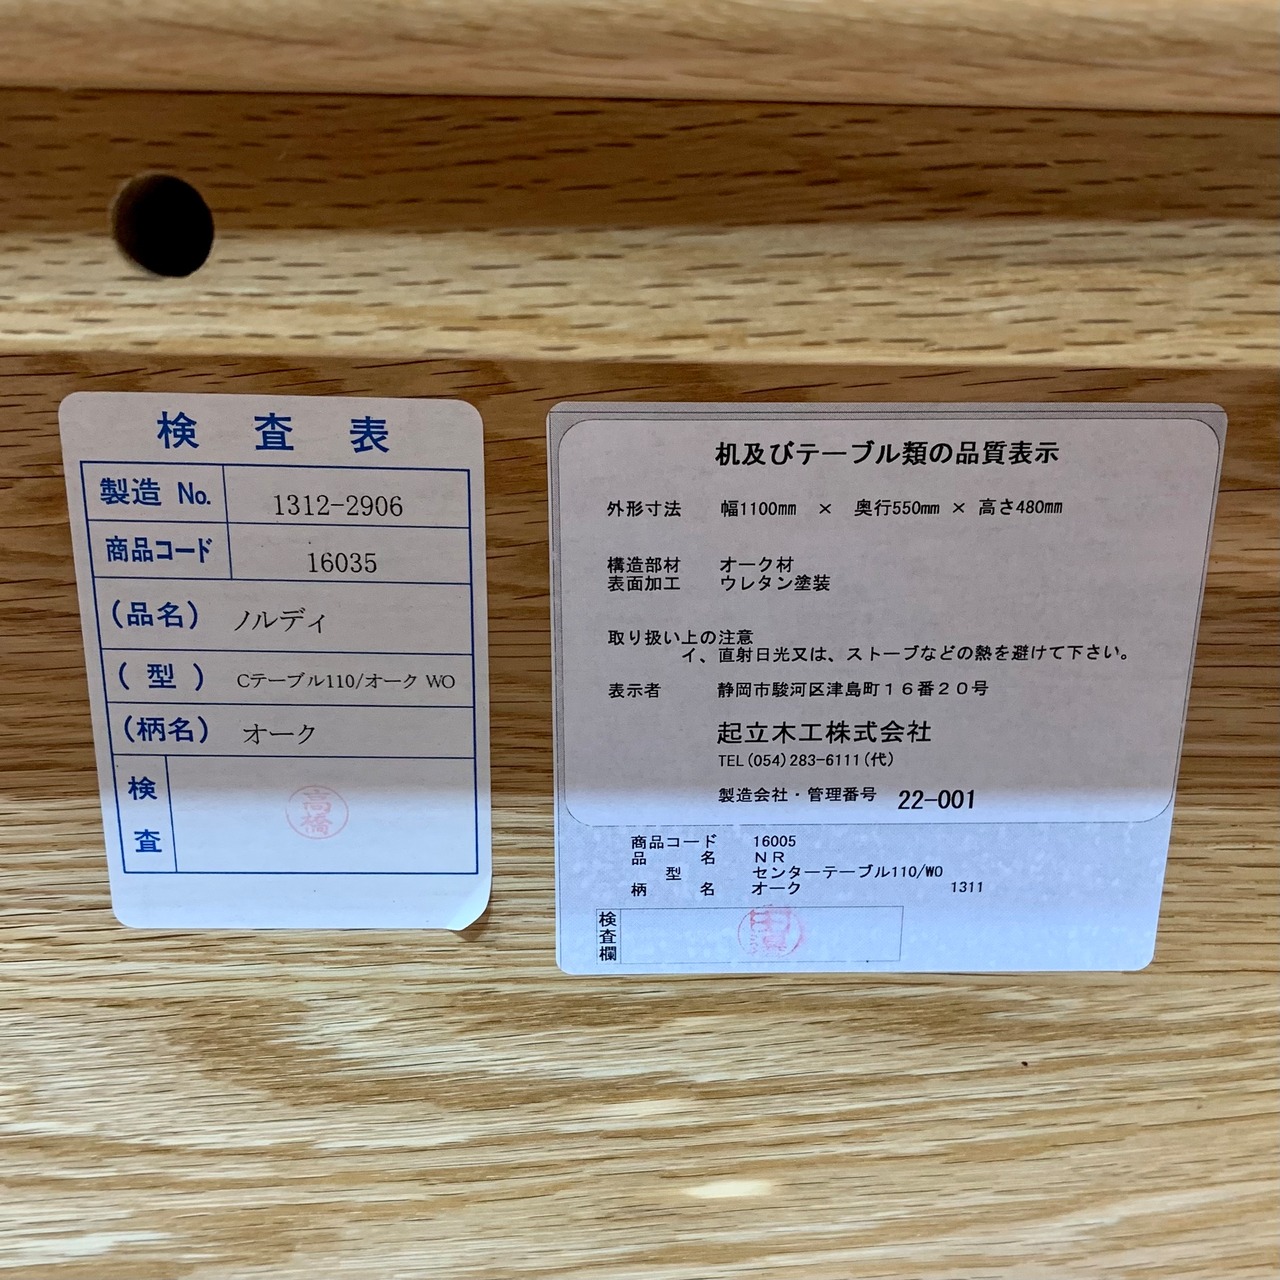 検査表
製造 No. 1312-2906
商品コード 16035
(品名) ノルディ
(型) Cテーブル110/オーク WO
(柄名) オーク
検査
高橋
机及びテーブル類の品質表示
外形寸法 幅1100mm × 奥行550mm × 高さ480mm
構造部材 オーク材
表面加工 ウレタン塗装
取り扱い上の注意
イ、直射日光又は、ストーブなどの熱を避けて下さい。
表示者 静岡市駿河区津島町16番20号
起立木工株式会社
TEL(054)283-6111(代)
製造会社・管理番号 22-001
商品コード 16005
品名 NR
型 センターテーブル110/WO
柄名 オーク 1311
検査欄